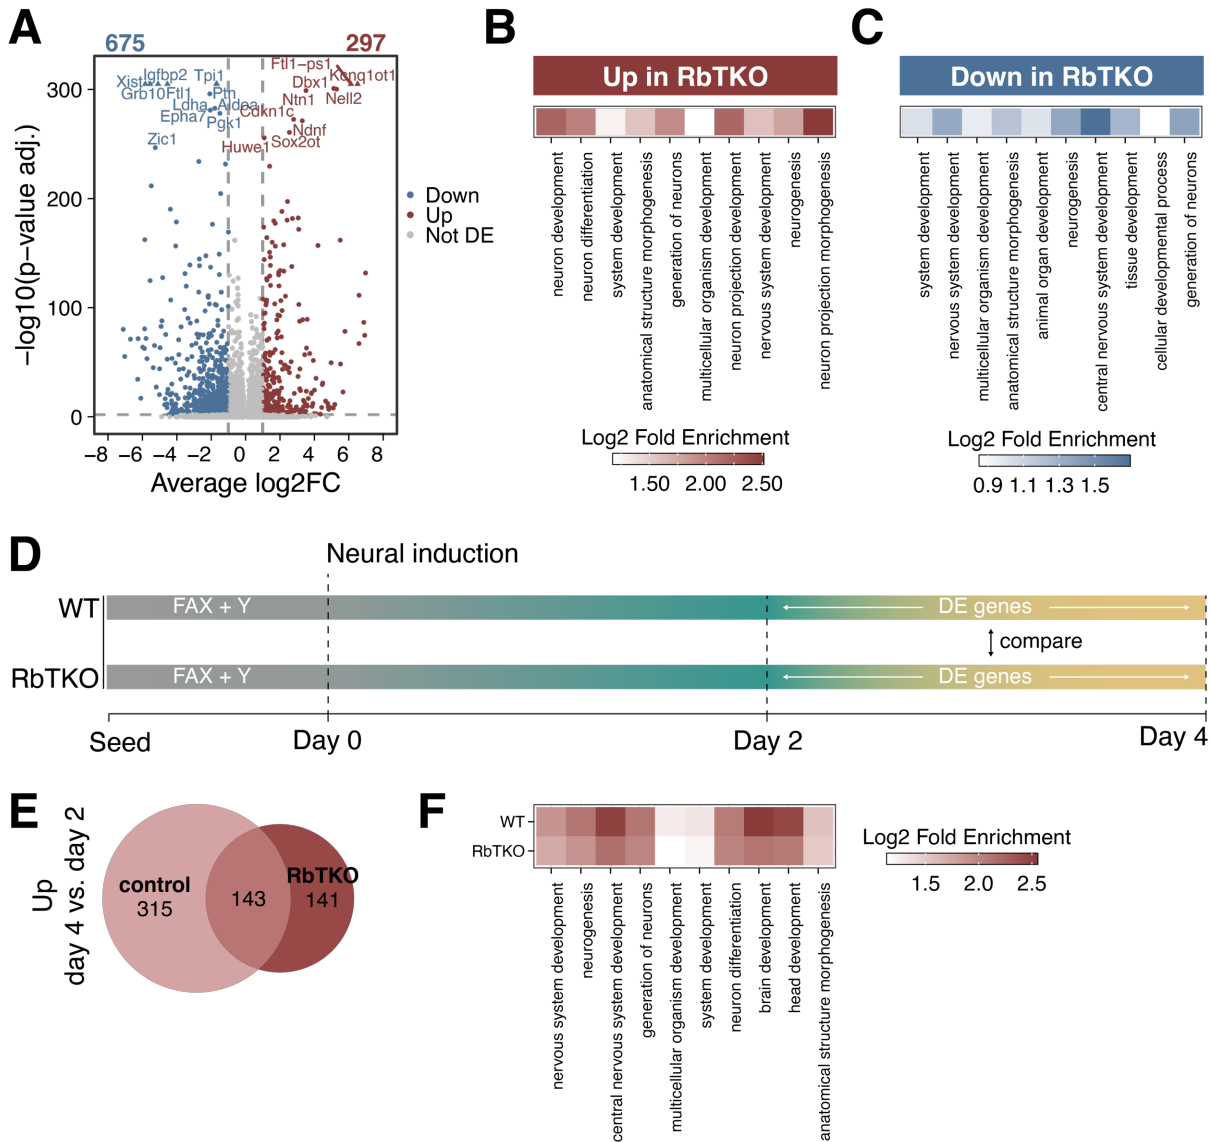 A
675
297
−log10(p−value adj.)
300
200
100
0
−8
−6
−4
−2
0
2
4
6
8
Average log2FC
Xist
Igfbp2
Tpi1
Grb10
Ftl1
Ptn
Ldha
Aldoa
Epha7
Pgk1
Zic1
Ftl1−ps1
Kcnq1ot1
Dbx1
Ntn1
Nell2
Cdkn1c
Ndnf
Huwe1
Sox2ot
Down
Up
Not DE
B
Up in RbTKO
neuron development
neuron differentiation
system development
anatomical structure morphogenesis
generation of neurons
multicellular organism development
neuron projection development
nervous system development
neurogenesis
neuron projection morphogenesis
Log2 Fold Enrichment
1.50 2.00 2.50
C
Down in RbTKO
system development
nervous system development
multicellular organism development
anatomical morphogenesis
animal organ development
neurogenesis
central nervous system development
tissue development
cellular developmental process
generation of neurons
Log2 Fold Enrichment
0.9 1.1 1.3 1.5
D
Neural induction
WT
FAX + Y
DE genes
compare
RbTKO
FAX + Y
DE genes
Seed
Day 0
Day 2
Day 4
E
Up
day 4 vs. day 2
control
315
143
RbTKO
141
F
WT
RbTKO
nervous system development
neurogenesis
central nervous system development
generation of neurons
multicellular organism development
system development
neuron differentiation
brain development
head development
anatomical structure morphogenesis
Log2 Fold Enrichment
1.5 2.0 2.5